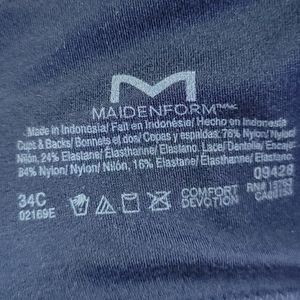 M
MAIDENFORM
Made in Indonesia/ Fait en Indonésie/ Hecho en Indonesia
Cups & Backs/ Bonnets et dos/ Copas y espaldas: 76% Nylon/ Nylon/
Nilón, 24% Elastane/ Élasthanne/ Elastano. Lace/ Dentelle/ Encaje:
84% Nylon/ Nylon/ Nilón, 16% Elastane/ Élasthanne/ Elastano.
34C
02169E
COMFORT
DEVOTION
09428
RN#